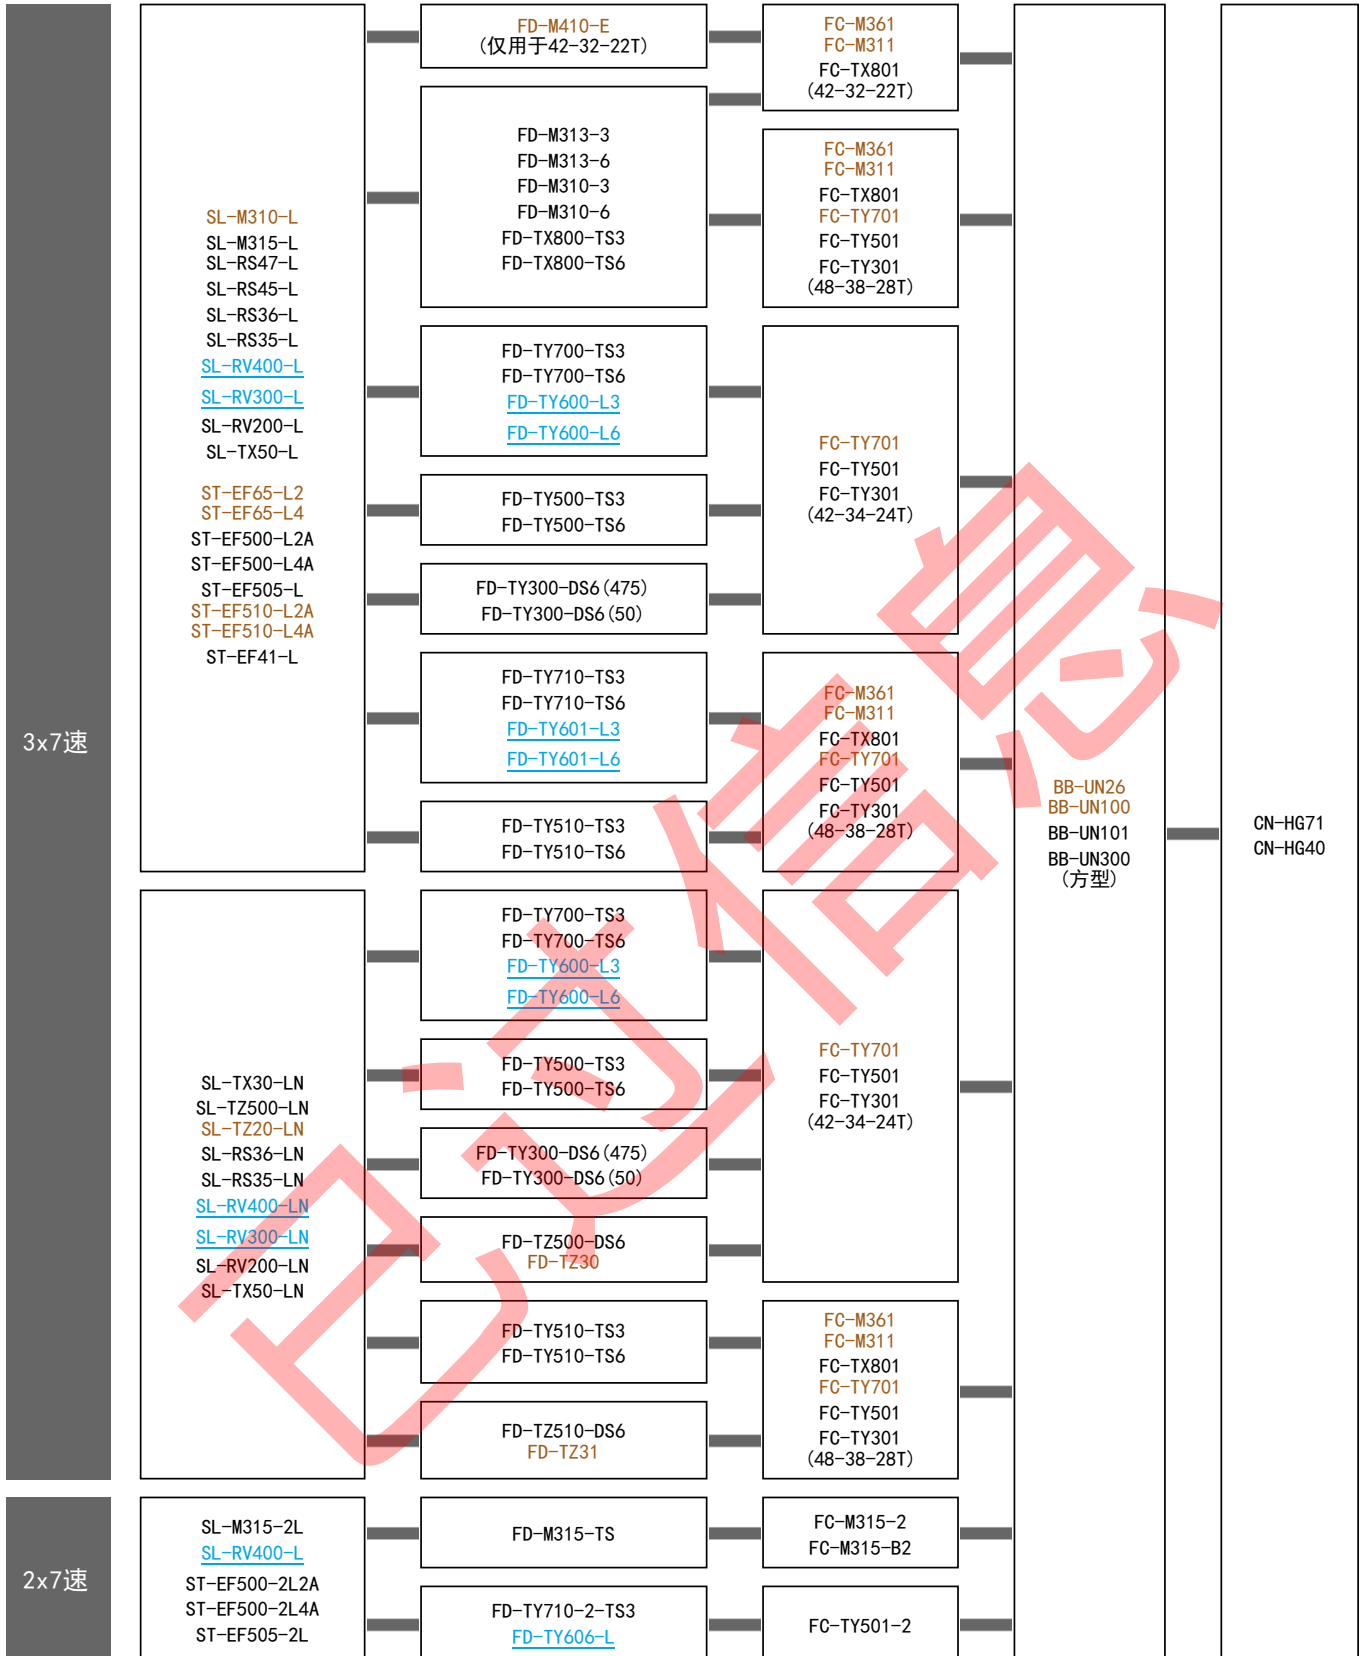 3x7速
SL-M310-L
SL-M315-L
SL-RS47-L
SL-RS45-L
SL-RS36-L
SL-RS35-L
SL-RV400-L
SL-RV300-L
SL-RV200-L
SL-TX50-L
ST-EF65-L2
ST-EF65-L4
ST-EF500-L2A
ST-EF500-L4A
ST-EF505-L
ST-EF510-L2A
ST-EF510-L4A
ST-EF41-L
FD-M410-E
(仅用于42-32-22T)
FC-M361
FC-M311
FC-TX801
(42-32-22T)
FD-M313-3
FD-M313-6
FD-M310-3
FD-M310-6
FD-TX800-TS3
FD-TX800-TS6
FC-M361
FC-M311
FC-TX801
FC-TY701
FC-TY501
FC-TY301
(48-38-28T)
FD-TY700-TS3
FD-TY700-TS6
FD-TY600-L3
FD-TY600-L6
FD-TY500-TS3
FD-TY500-TS6
FD-TY300-DS6(475)
FD-TY300-DS6(50)
FC-TY701
FC-TY501
FC-TY301
(42-34-24T)
FD-TY710-TS3
FD-TY710-TS6
FD-TY601-L3
FD-TY601-L6
FD-TY510-TS3
FD-TY510-TS6
FC-M361
FC-M311
FC-TX801
FC-TY701
FC-TY501
FC-TY301
(48-38-28T)
BB-UN26
BB-UN100
BB-UN101
BB-UN300
(方型)
CN-HG71
CN-HG40
SL-TX30-LN
SL-TZ500-LN
SL-TZ20-LN
SL-RS36-LN
SL-RS35-LN
SL-RV400-LN
SL-RV300-LN
SL-RV200-LN
SL-TX50-LN
FD-TY700-TS3
FD-TY700-TS6
FD-TY600-L3
FD-TY600-L6
FD-TY500-TS3
FD-TY500-TS6
FD-TY300-DS6(475)
FD-TY300-DS6(50)
FD-TZ500-DS6
FD-TZ30
FC-TY701
FC-TY501
FC-TY301
(42-34-24T)
FD-TY510-TS3
FD-TY510-TS6
FD-TZ510-DS6
FD-TZ31
FC-M361
FC-M311
FC-TX801
FC-TY701
FC-TY501
FC-TY301
(48-38-28T)
2x7速
SL-M315-2L
SL-RV400-L
ST-EF500-2L2A
ST-EF500-2L4A
ST-EF505-2L
FD-M315-TS
FC-M315-2
FC-M315-B2
FD-TY710-2-TS3
FD-TY606-L
FC-TY501-2
已过信息